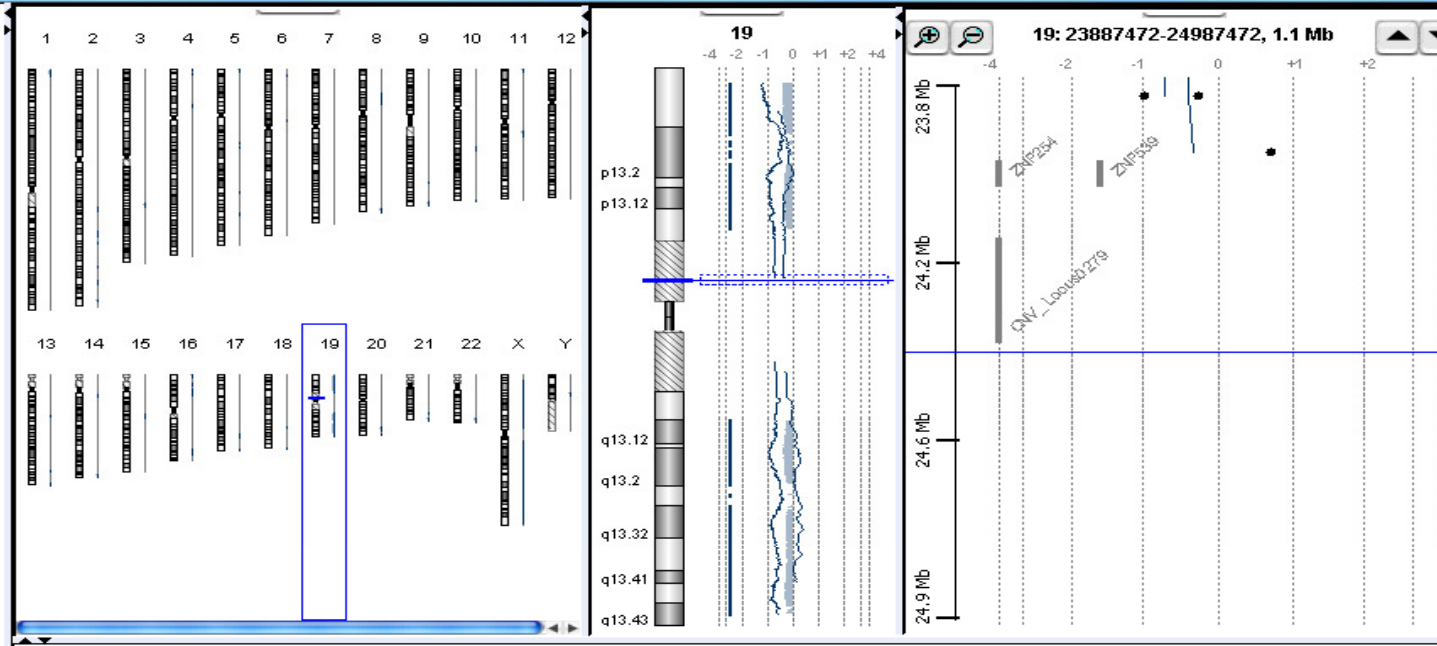 1 2 3 4 5 6 7 8 9 10 11 12
13 14 15 16 17 18 19 20 21 22 X Y
19
-4 -2 -1 0 +1 +2 +4
p13.2
p13.12
q13.12
q13.2
q13.32
q13.41
q13.43
19: 23887472-24987472, 1.1 Mb
-4 -2 -1 0 +1 +2
23.8 Mb
ZNF254
ZNF539
24.2 Mb
CNV_Locus0279
24.6 Mb
24.9 Mb